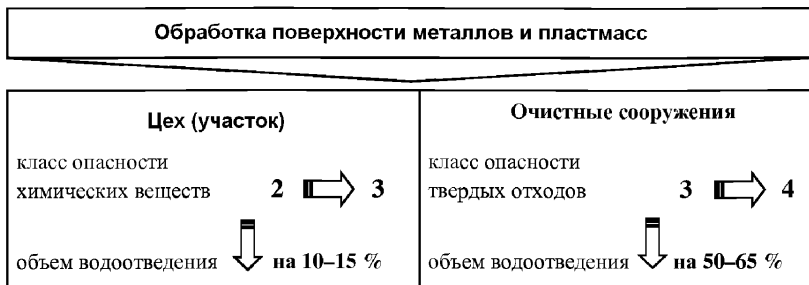 Обработка поверхности металлов и пластмасс
Цех (участок)
класс опасности
химических веществ 2 3
объем водоотведения на 10–15 %
Очистные сооружения
класс опасности
твердых отходов 3 4
объем водоотведения на 50–65 %